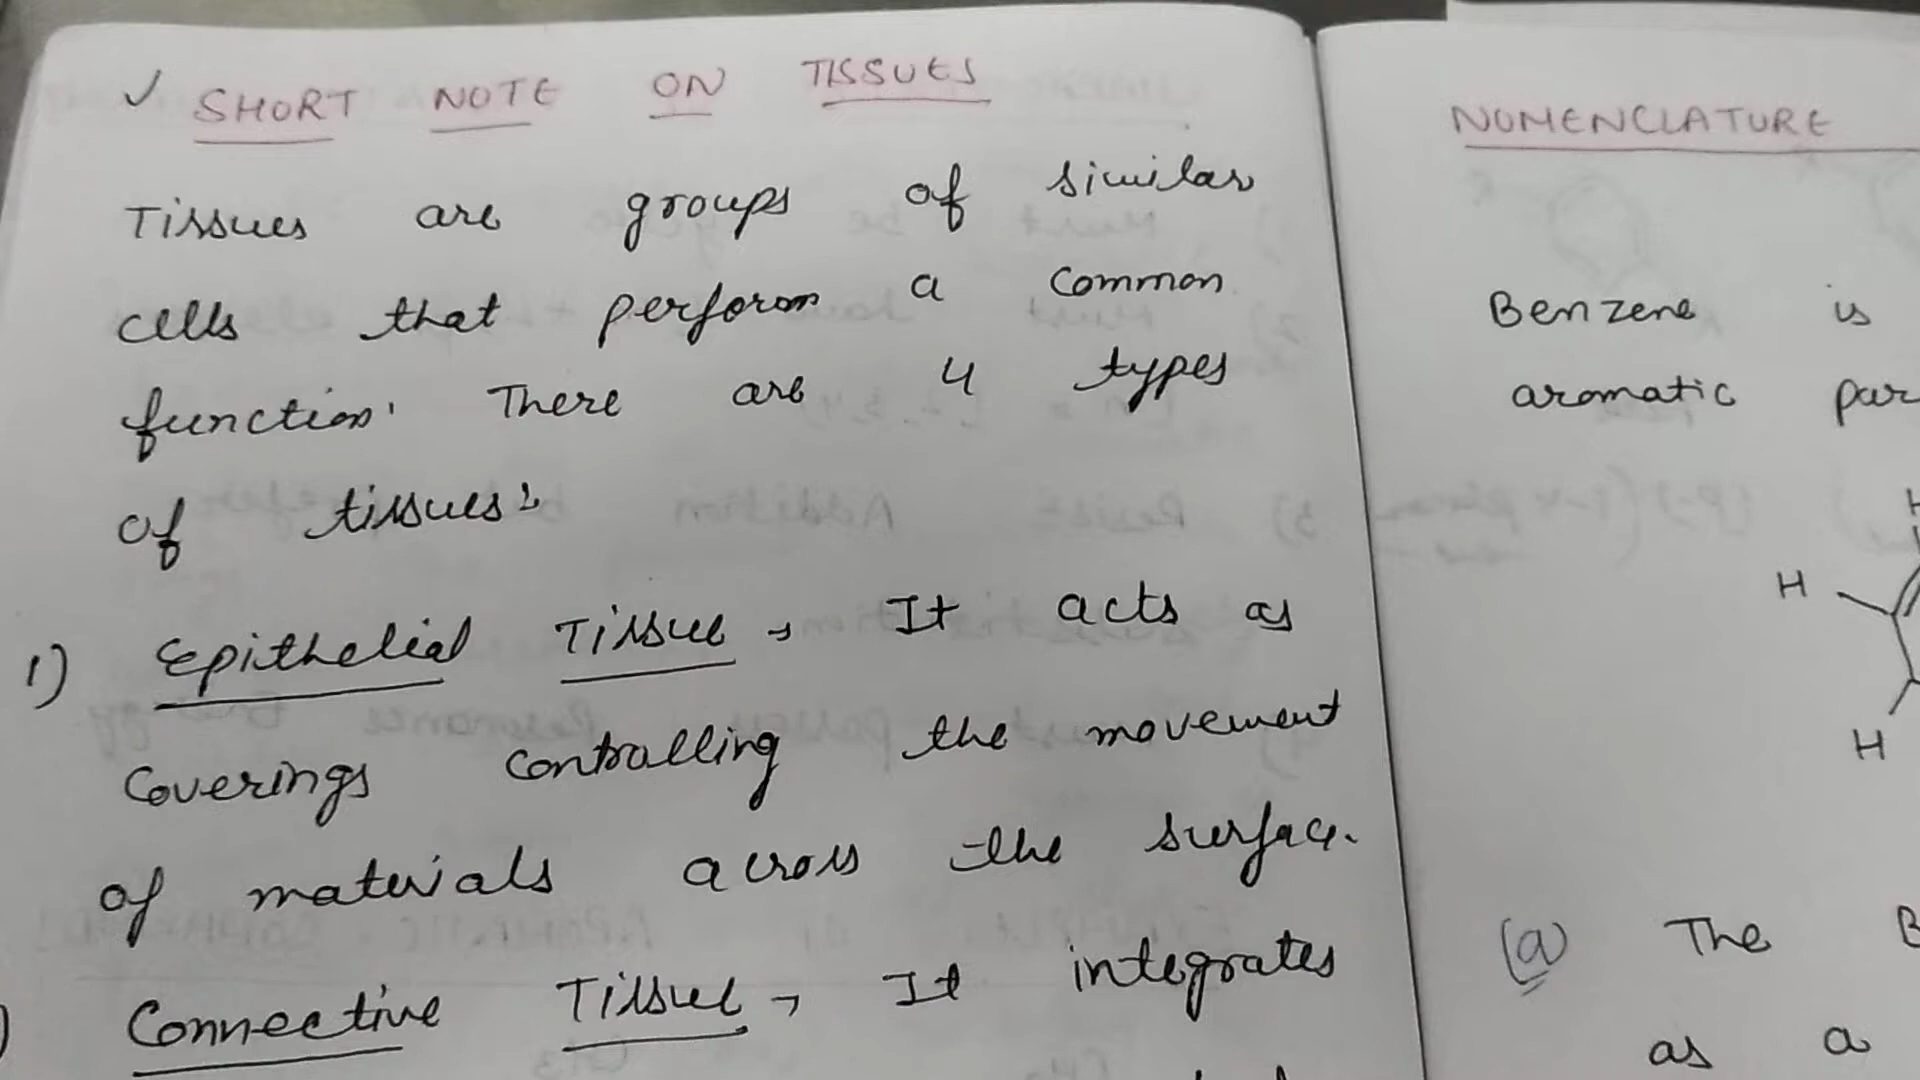 ✓ SHORT NOTE ON TISSUES
Tissues are groups of similar
cells that perform a common
function. There are 4 types
of tissues:
1) Epithelial Tissue → It acts as
Coverings controlling the movement
of materials across the surface.
) Connective Tissue → It integrates
NOMENCLATURE
Benzene is
aromatic par
H
H
H
(a) The B
as a